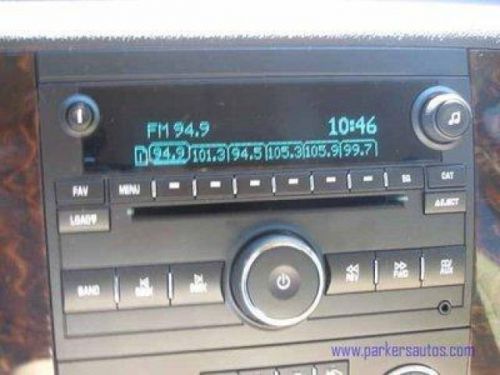 FM 94.9 10:46
1 94.9 101.3 94.5 105.3 105.9 99.7
FAV MENU EQ CAT
LOAD EJECT
BAND SEEK SEEK REV FWD AUX
www.parkersautos.com